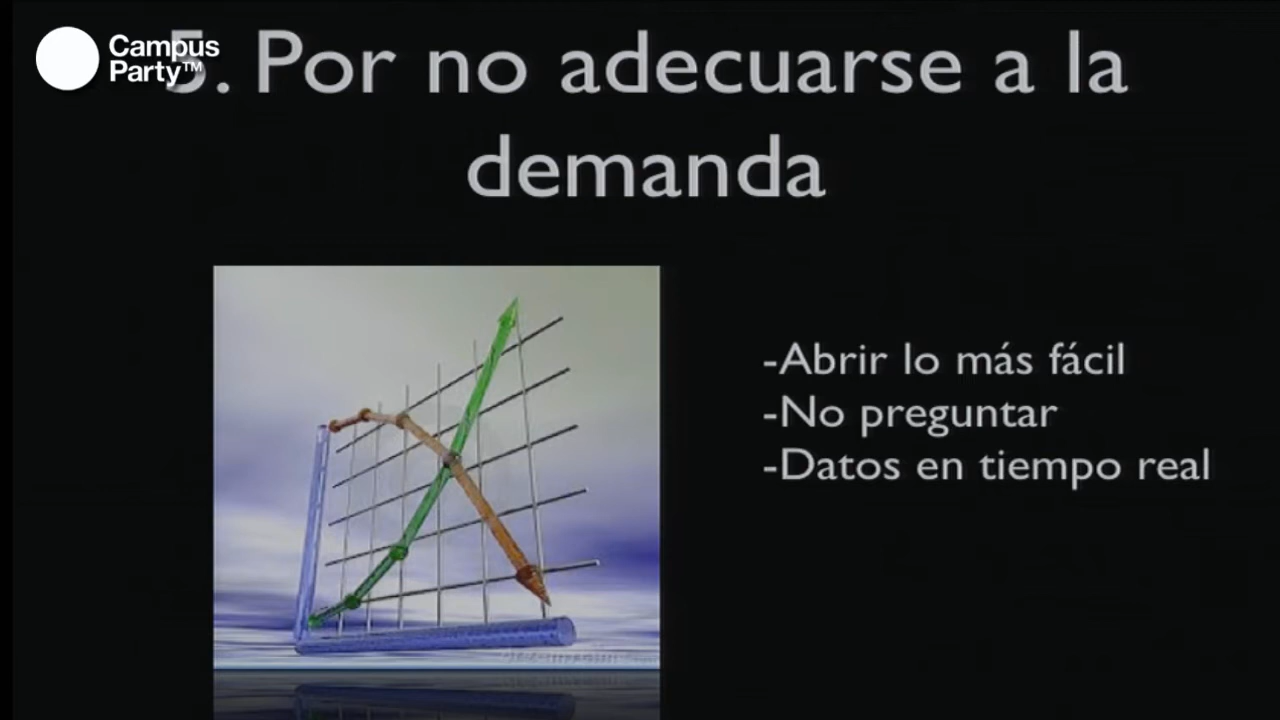 Campus
Party™
5. Por no adecuarse a la
demanda
-Abrir lo más fácil
-No preguntar
-Datos en tiempo real